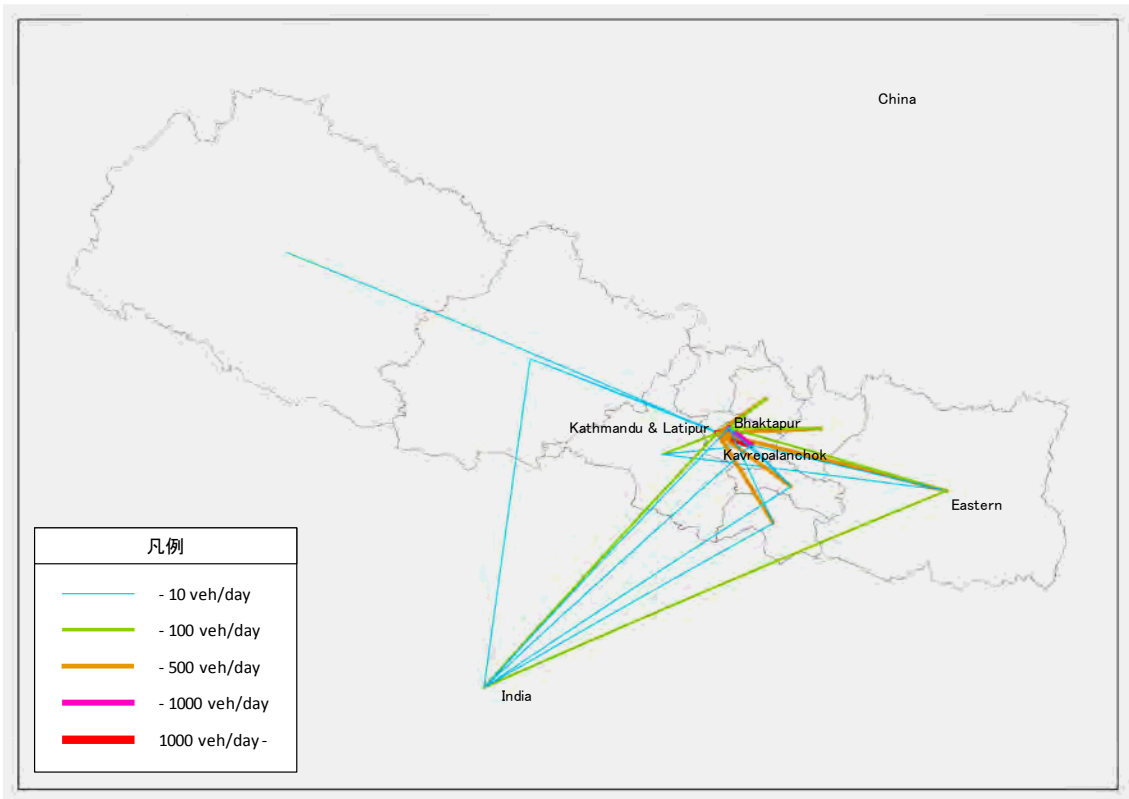 China
Kathmandu & Latipur
Bhaktapur
Kavrepalanchok
Eastern
India
凡例
- 10 veh/day
- 100 veh/day
- 500 veh/day
- 1000 veh/day
1000 veh/day -